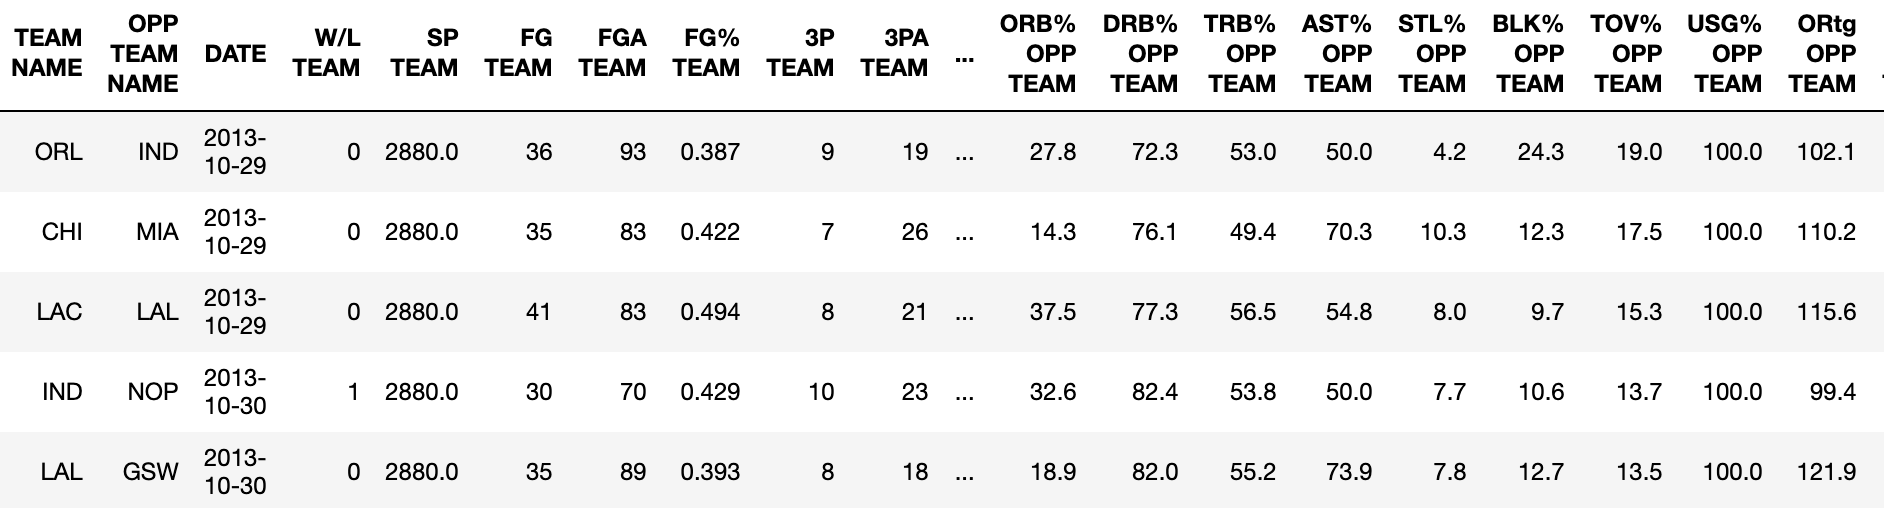 TEAM NAME OPP TEAM NAME DATE W/L TEAM SP TEAM FG TEAM FGA TEAM FG% TEAM 3P TEAM 3PA TEAM ... ORB% OPP TEAM DRB% OPP TEAM TRB% OPP TEAM AST% OPP TEAM STL% OPP TEAM BLK% OPP TEAM TOV% OPP TEAM USG% OPP TEAM ORtg OPP TEAM
ORL IND 2013-10-29 0 2880.0 36 93 0.387 9 19 ... 27.8 72.3 53.0 50.0 4.2 24.3 19.0 100.0 102.1
CHI MIA 2013-10-29 0 2880.0 35 83 0.422 7 26 ... 14.3 76.1 49.4 70.3 10.3 12.3 17.5 100.0 110.2
LAC LAL 2013-10-29 0 2880.0 41 83 0.494 8 21 ... 37.5 77.3 56.5 54.8 8.0 9.7 15.3 100.0 115.6
IND NOP 2013-10-30 1 2880.0 30 70 0.429 10 23 ... 32.6 82.4 53.8 50.0 7.7 10.6 13.7 100.0 99.4
LAL GSW 2013-10-30 0 2880.0 35 89 0.393 8 18 ... 18.9 82.0 55.2 73.9 7.8 12.7 13.5 100.0 121.9